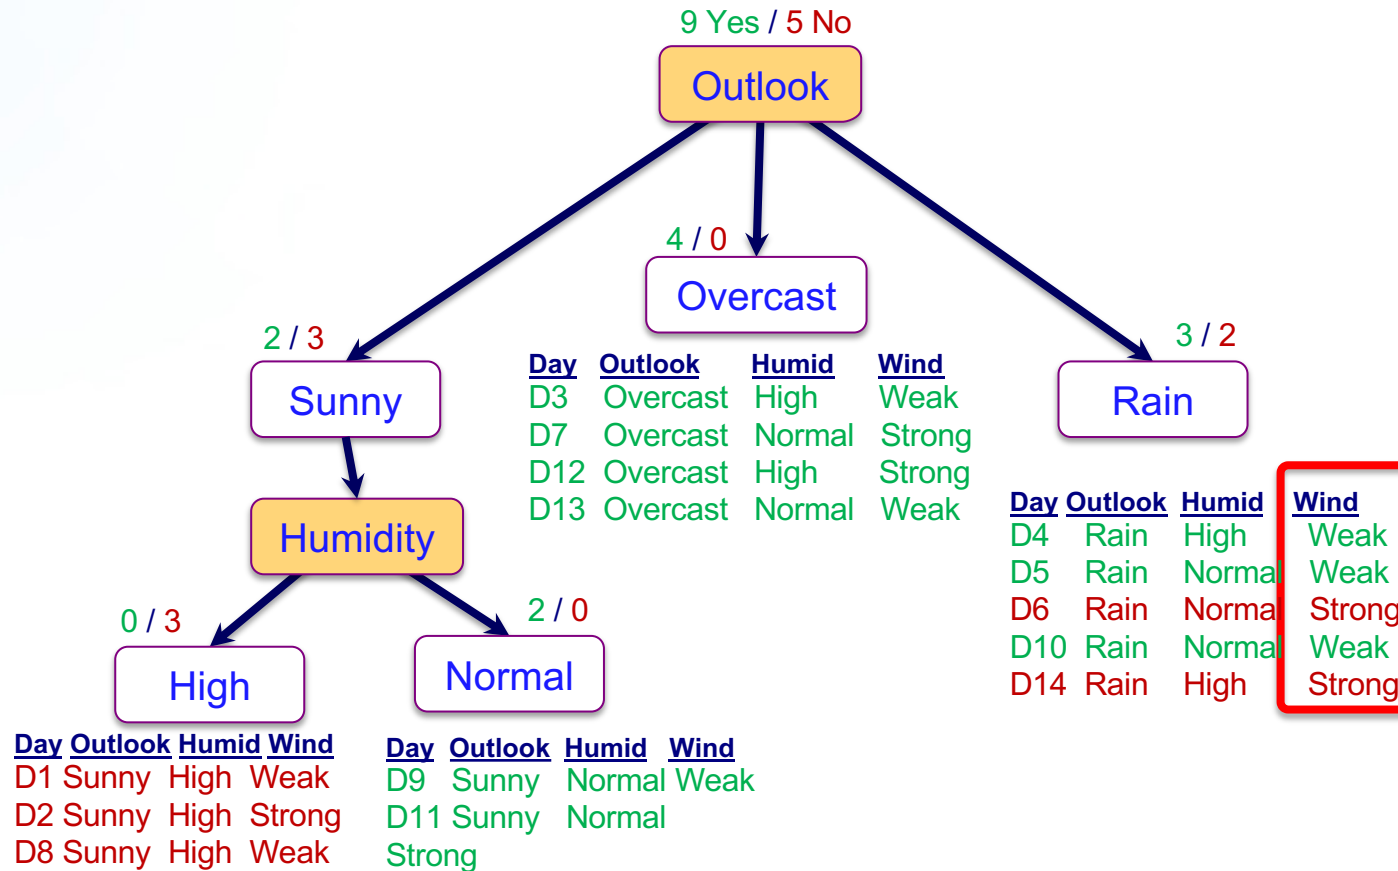 9 Yes / 5 No
Outlook
4 / 0
Overcast
2 / 3
Sunny
3 / 2
Rain
Day Outlook Humid Wind
D3 Overcast High Weak
D7 Overcast Normal Strong
D12 Overcast High Strong
D13 Overcast Normal Weak
Day Outlook Humid Wind
D4 Rain High Weak
D5 Rain Normal Weak
D6 Rain Normal Strong
D10 Rain Normal Weak
D14 Rain High Strong
Humidity
0 / 3
High
2 / 0
Normal
Day Outlook Humid Wind
D1 Sunny High Weak
D2 Sunny High Strong
D8 Sunny High Weak
Day Outlook Humid Wind
D9 Sunny Normal Weak
D11 Sunny Normal
Strong